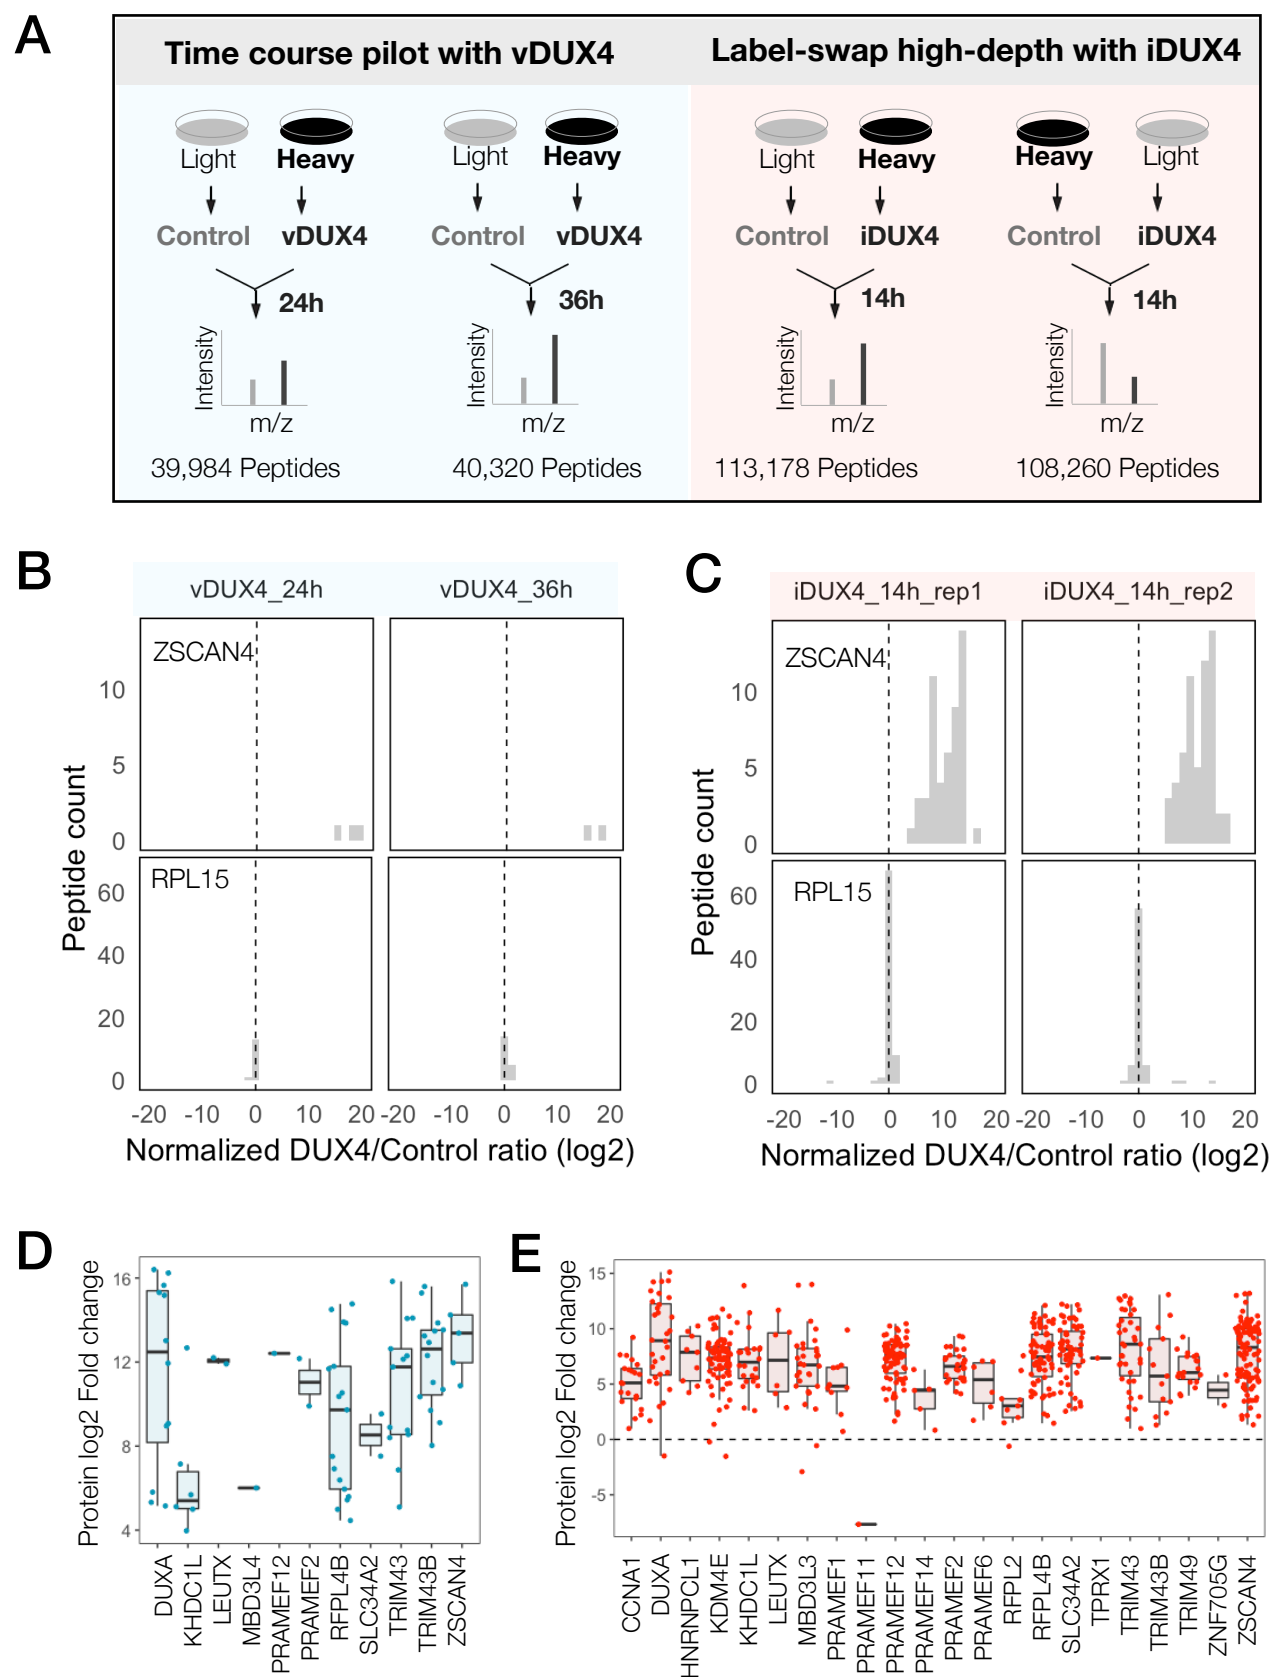 A
Time course pilot with vDUX4
Label-swap high-depth with iDUX4
Light Heavy Light Heavy Light Heavy Heavy Light
Control vDUX4 Control vDUX4 Control iDUX4 Control iDUX4
24h 36h 14h 14h
Intensity Intensity Intensity Intensity
m/z m/z m/z m/z
39,984 Peptides 40,320 Peptides 113,178 Peptides 108,260 Peptides
B
vDUX4_24h vDUX4_36h
Peptide count
ZSCAN4
10
5
0
RPL15
60
40
20
0
-20 -10 0 10 20 -20 -10 0 10 20
Normalized DUX4/Control ratio (log2)
C
iDUX4_14h_rep1 iDUX4_14h_rep2
Peptide count
ZSCAN4
10
5
0
RPL15
60
40
20
0
-20 -10 0 10 20 -20 -10 0 10 20
Normalized DUX4/Control ratio (log2)
D
Protein log2 Fold change
16
12
8
4
DUXA KHDC1L LEUTX MBD3L4 PRAMEF12 PRAMEF2 RFPL4B SLC34A2 TRIM43 TRIM43B ZSCAN4
E
Protein log2 Fold change
15
10
5
0
-5
CCNA1 DUXA HNRNPCL1 KDM4E KHDC1L LEUTX MBD3L3 PRAMEF1 PRAMEF11 PRAMEF12 PRAMEF14 PRAMEF2 PRAMEF6 RFPL2 RFPL4B SLC34A2 TPRX1 TRIM43 TRIM43B TRIM49 ZNF705G ZSCAN4